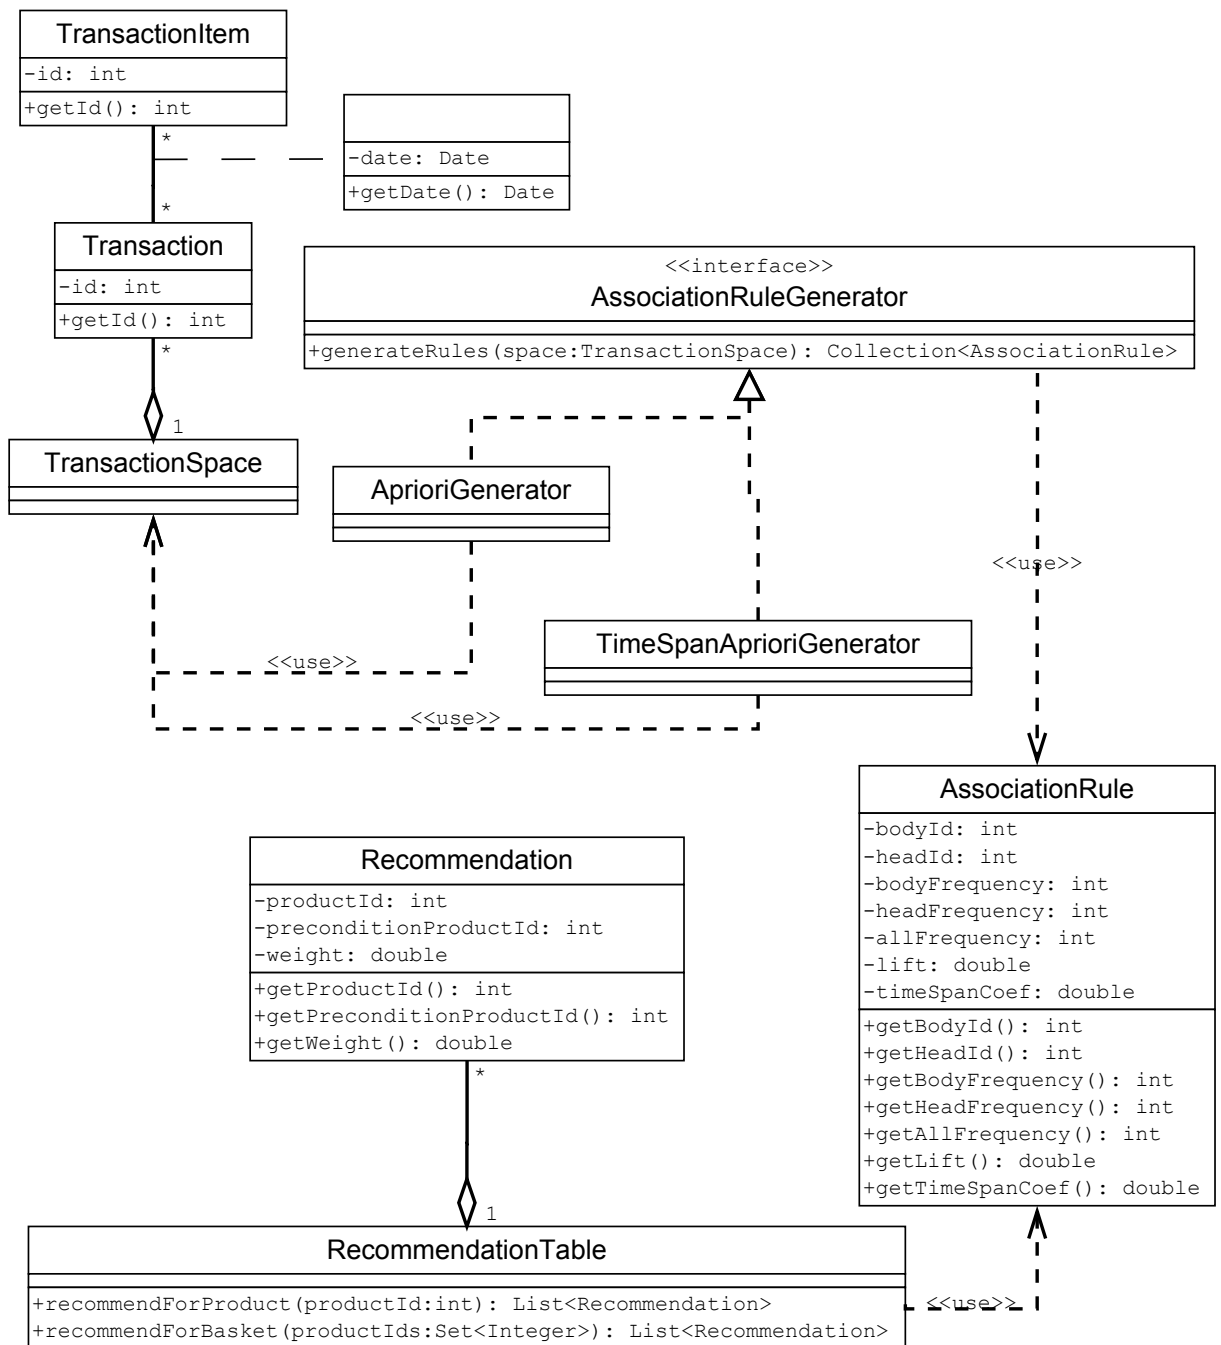 TransactionItem
-id: int
+getId(): int
*
-date: Date
+getDate(): Date
*
Transaction
-id: int
+getId(): int
*
1
TransactionSpace
<<interface>>
AssociationRuleGenerator
+generateRules(space:TransactionSpace): Collection<AssociationRule>
AprioriGenerator
<<use>>
TimeSpanAprioriGenerator
<<use>>
<<use>>
AssociationRule
-bodyId: int
-headId: int
-bodyFrequency: int
-headFrequency: int
-allFrequency: int
-lift: double
-timeSpanCoef: double
+getBodyId(): int
+getHeadId(): int
+getBodyFrequency(): int
+getHeadFrequency(): int
+getAllFrequency(): int
+getLift(): double
+getTimeSpanCoef(): double
Recommendation
-productId: int
-preconditionProductId: int
-weight: double
+getProductId(): int
+getPreconditionProductId(): int
+getWeight(): double
*
1
RecommendationTable
+recommendForProduct(productId:int): List<Recommendation>
+recommendForBasket(productIds:Set<Integer>): List<Recommendation>
<<use>>